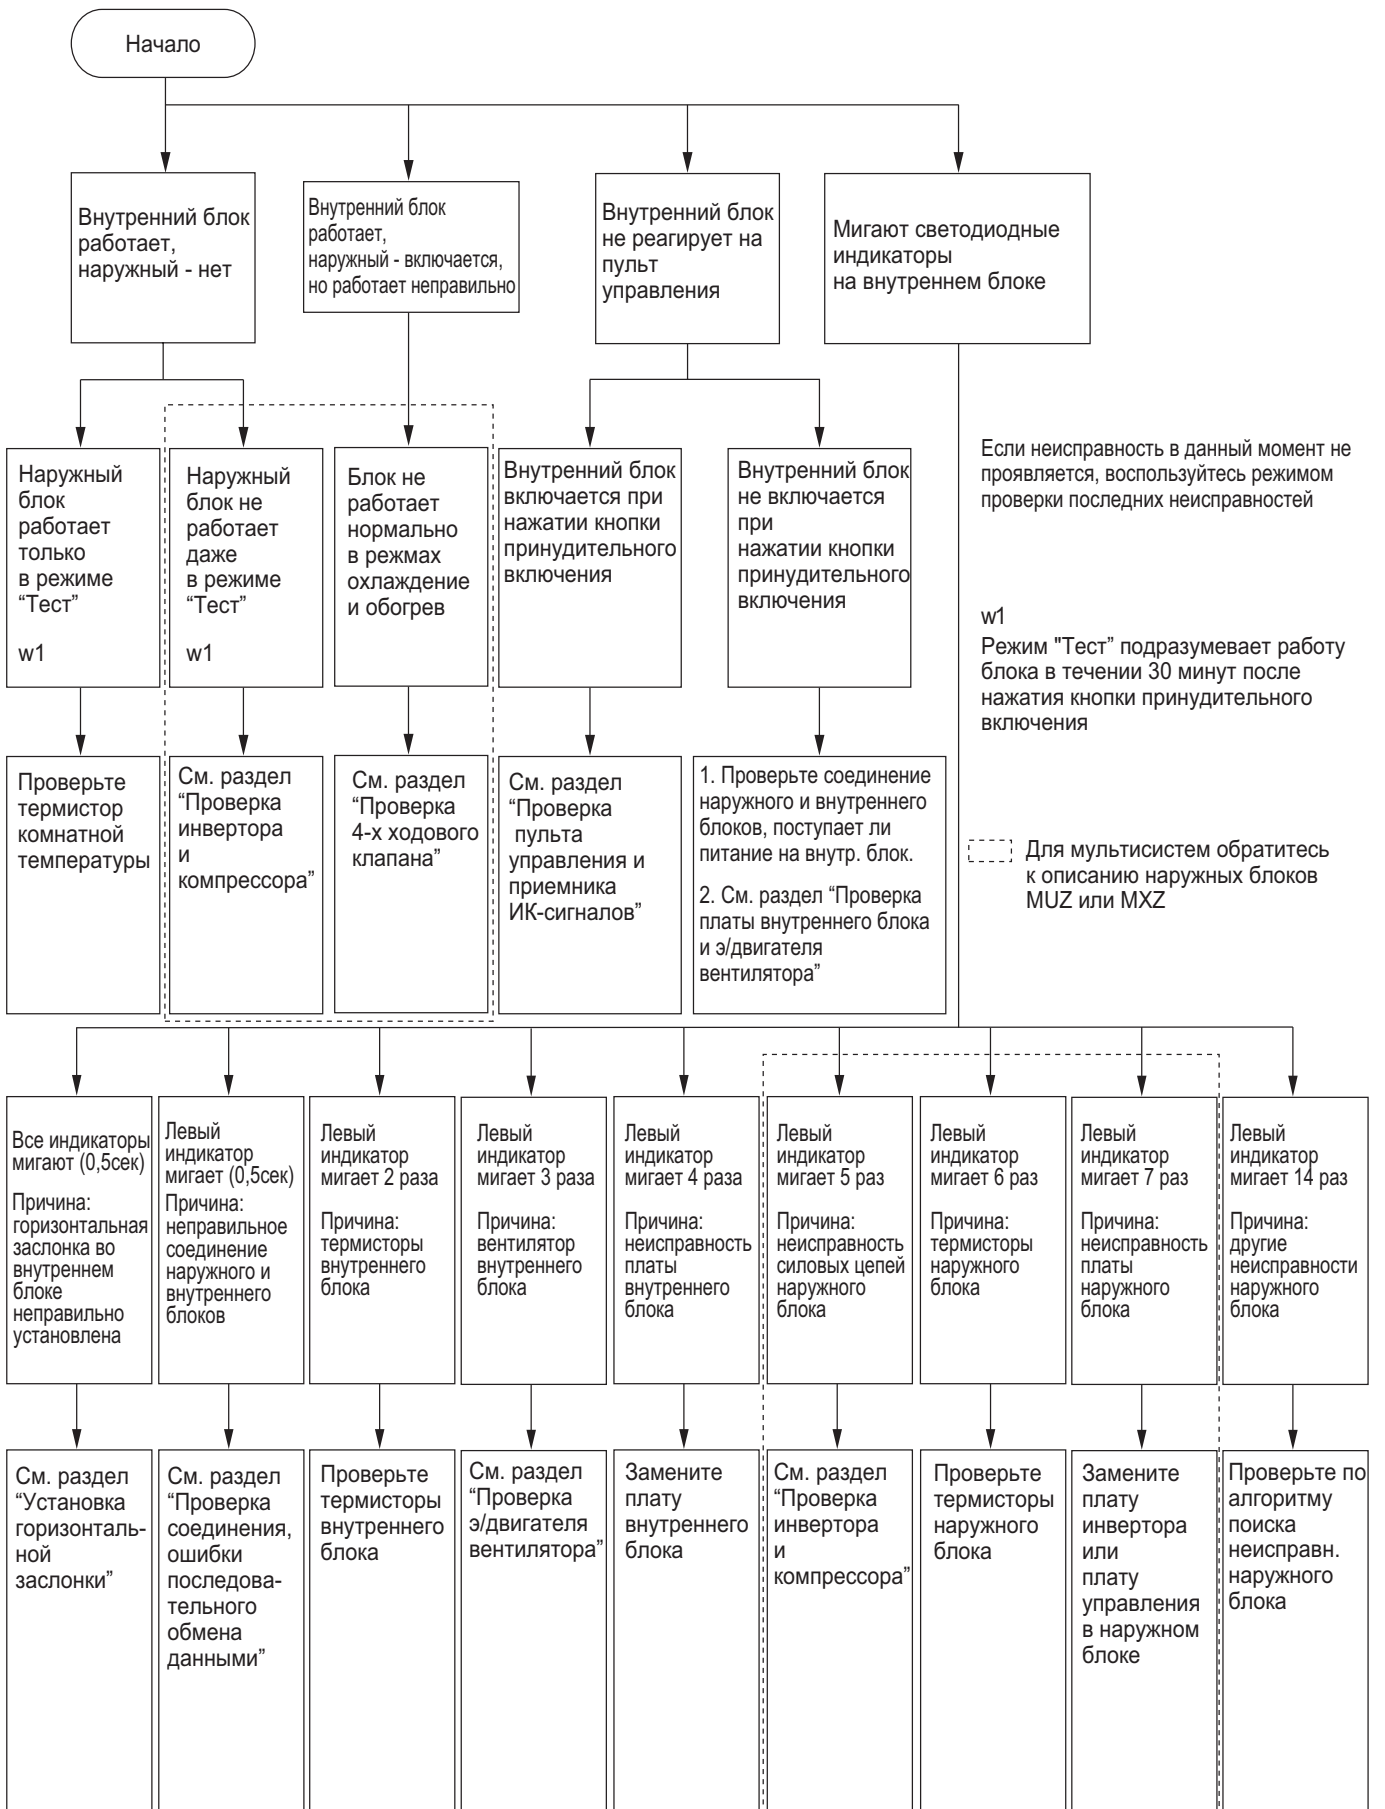 Начало
Внутренний блок
работает,
наружный - нет
Внутренний блок
работает,
наружный - включается,
но работает неправильно
Внутренний блок
не реагирует на
пульт
управления
Мигают светодиодные
индикаторы
на внутреннем блоке
Наружный
блок
работает
только
в режиме
“Тест”
w1
Наружный
блок не
работает
даже
в режиме
“Тест”
w1
Блок не
работает
нормально
в режмах
охлаждение
и обогрев
Внутренний блок
включается при
нажатии кнопки
принудительного
включения
Внутренний блок
не включается
при
нажатии кнопки
принудительного
включения
Если неисправность в данный момент не
проявляется, воспользуйтесь режимом
проверки последних неисправностей
w1
Режим "Тест” подразумевает работу
блока в течении 30 минут после
нажатия кнопки принудительного
включения
Проверьте
термистор
комнатной
температуры
См. раздел
“Проверка
инвертора
и
компрессора”
См. раздел
“Проверка
4-х ходового
клапана”
См. раздел
“Проверка
пульта
управления и
приемника
ИК-сигналов”
1. Проверьте соединение
наружного и внутреннего
блоков, поступает ли
питание на внутр. блок.
2. См. раздел “Проверка
платы внутреннего блока
и э/двигателя
вентилятора”
Для мультисистем обратитесь
к описанию наружных блоков
MUZ или MXZ
Все индикаторы
мигают (0,5сек)
Причина:
горизонтальная
заслонка во
внутреннем
блоке
неправильно
установлена
Левый
индикатор
мигает (0,5сек)
Причина:
неправильное
соединение
наружного и
внутреннего
блоков
Левый
индикатор
мигает 2 раза
Причина:
термисторы
внутреннего
блока
Левый
индикатор
мигает 3 раза
Причина:
вентилятор
внутреннего
блока
Левый
индикатор
мигает 4 раза
Причина:
неисправность
платы
внутреннего
блока
Левый
индикатор
мигает 5 раз
Причина:
неисправность
силовых цепей
наружного
блока
Левый
индикатор
мигает 6 раз
Причина:
термисторы
наружного
блока
Левый
индикатор
мигает 7 раз
Причина:
неисправность
платы
наружного
блока
Левый
индикатор
мигает 14 раз
Причина:
другие
неисправности
наружного
блока
См. раздел
“Установка
горизонталь-
ной
заслонки”
См. раздел
“Проверка
соединения,
ошибки
последова-
тельного
обмена
данными”
Проверьте
термисторы
внутреннего
блока
См. раздел
“Проверка
э/двигателя
вентилятора”
Замените
плату
внутреннего
блока
См. раздел
“Проверка
инвертора
и
компрессора”
Проверьте
термисторы
наружного
блока
Замените
плату
инвертора
или
плату
управления
в наружном
блоке
Проверьте по
алгоритму
поиска
неисправн.
наружного
блока